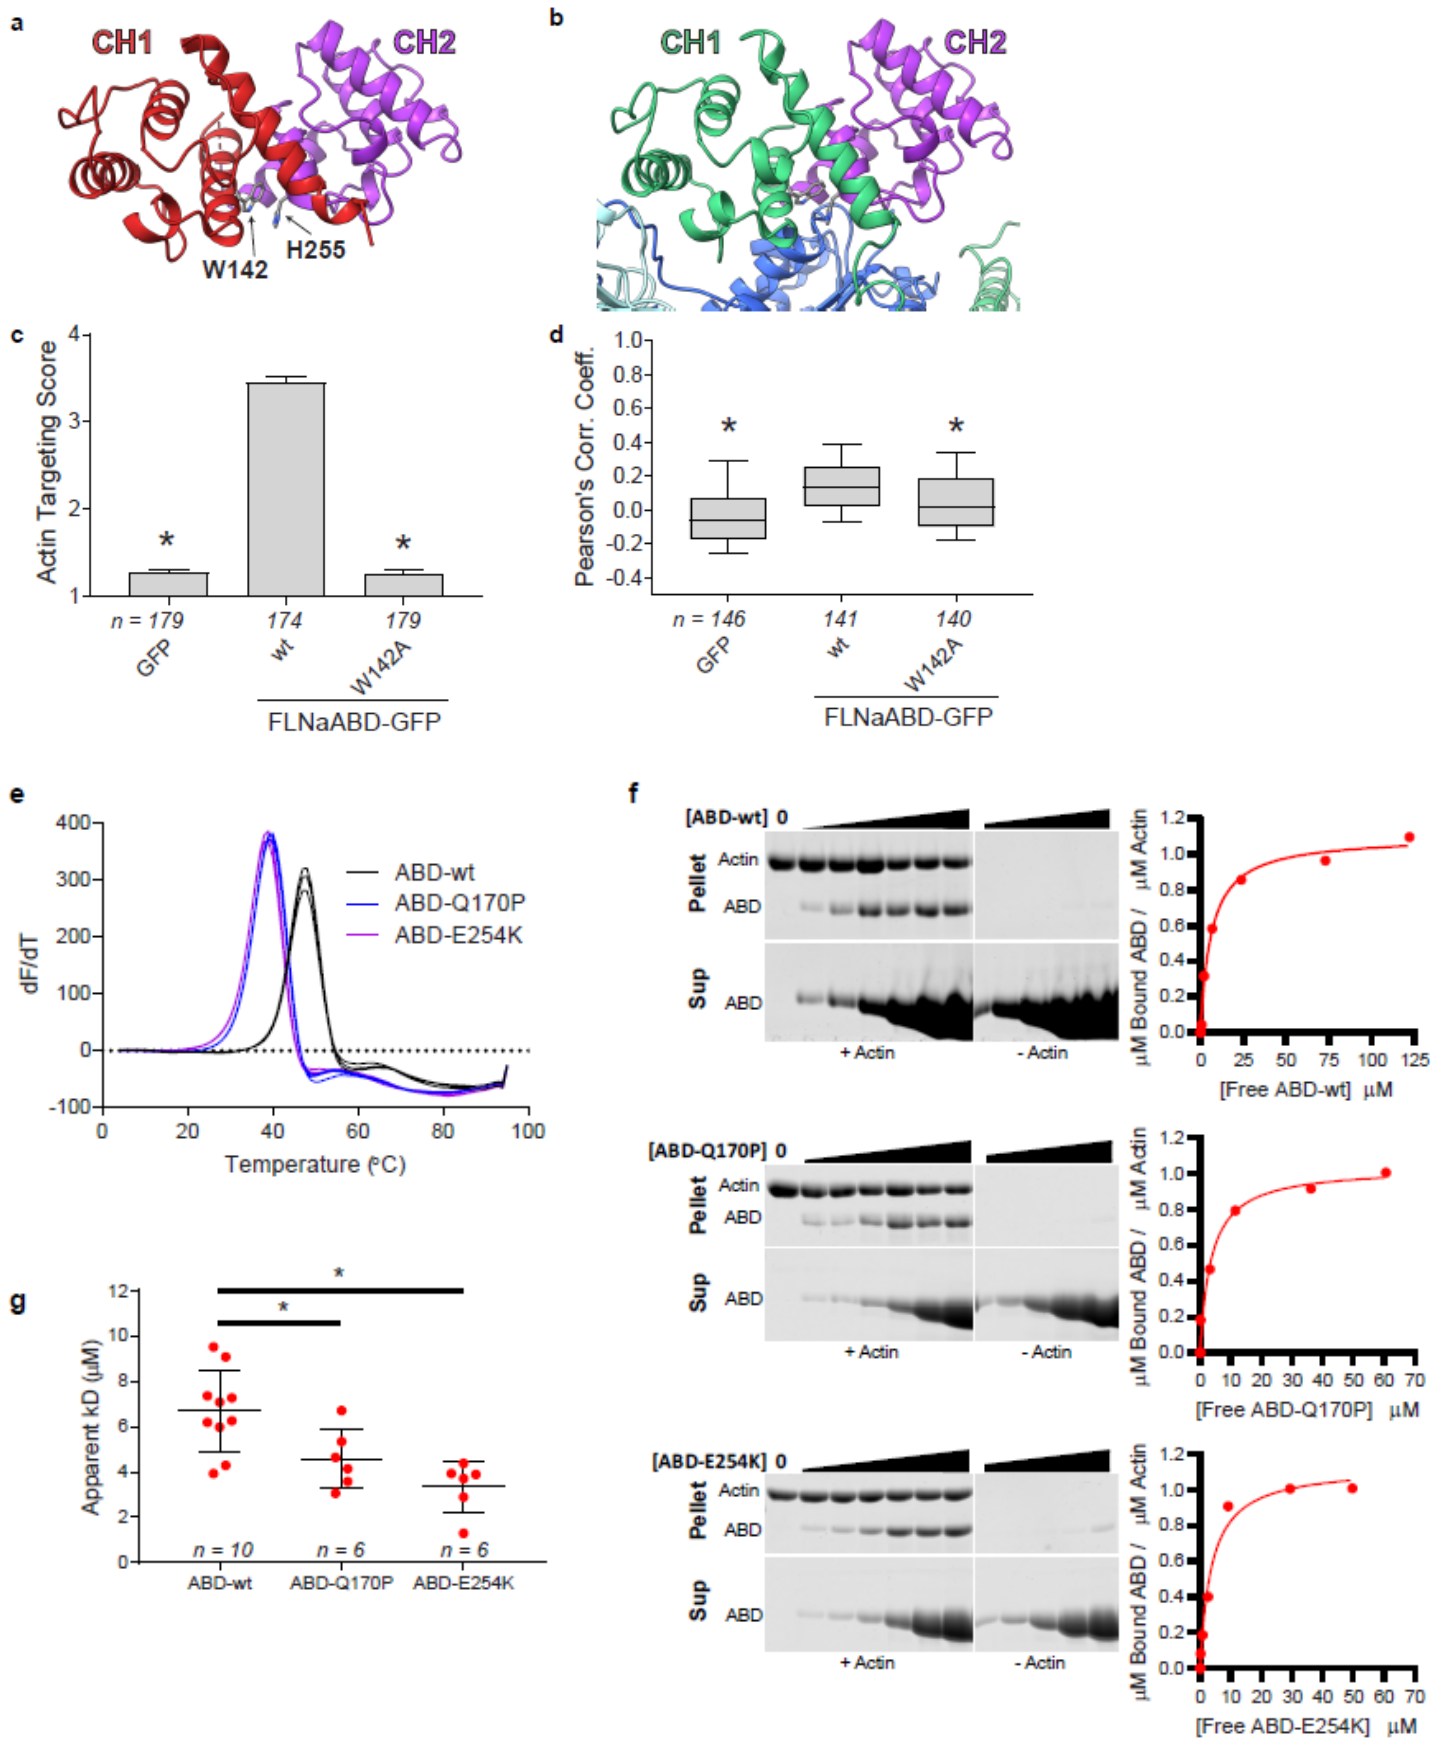 a
CH1
CH2
W142
H255
b
CH1
CH2
c
Actin Targeting Score
4
3
2
1
*
*
n = 179
174
179
GFP
wt
W142A
FLNaABD-GFP
d
Pearson's Corr. Coeff.
1.0
0.8
0.6
0.4
0.2
0.0
-0.2
-0.4
*
*
n = 146
141
140
GFP
wt
W142A
FLNaABD-GFP
e
dF/dT
400
300
200
100
0
-100
0 20 40 60 80 100
Temperature (ºC)
ABD-wt
ABD-Q170P
ABD-E254K
f
[ABD-wt] 0
Pellet
Actin
ABD
Sup
ABD
+ Actin
- Actin
µM Bound ABD / µM Actin
1.2
1.0
0.8
0.6
0.4
0.2
0.0
0 25 50 75 100 125
[Free ABD-wt] µM
[ABD-Q170P] 0
Pellet
Actin
ABD
Sup
ABD
+ Actin
- Actin
µM Bound ABD / µM Actin
1.2
1.0
0.8
0.6
0.4
0.2
0.0
0 10 20 30 40 50 60 70
[Free ABD-Q170P] µM
[ABD-E254K] 0
Pellet
Actin
ABD
Sup
ABD
+ Actin
- Actin
µM Bound ABD / µM Actin
1.2
1.0
0.8
0.6
0.4
0.2
0.0
0 10 20 30 40 50 60 70
[Free ABD-E254K] µM
g
Apparent kD (µM)
12
10
8
6
4
2
0
*
*
n = 10
n = 6
n = 6
ABD-wt
ABD-Q170P
ABD-E254K